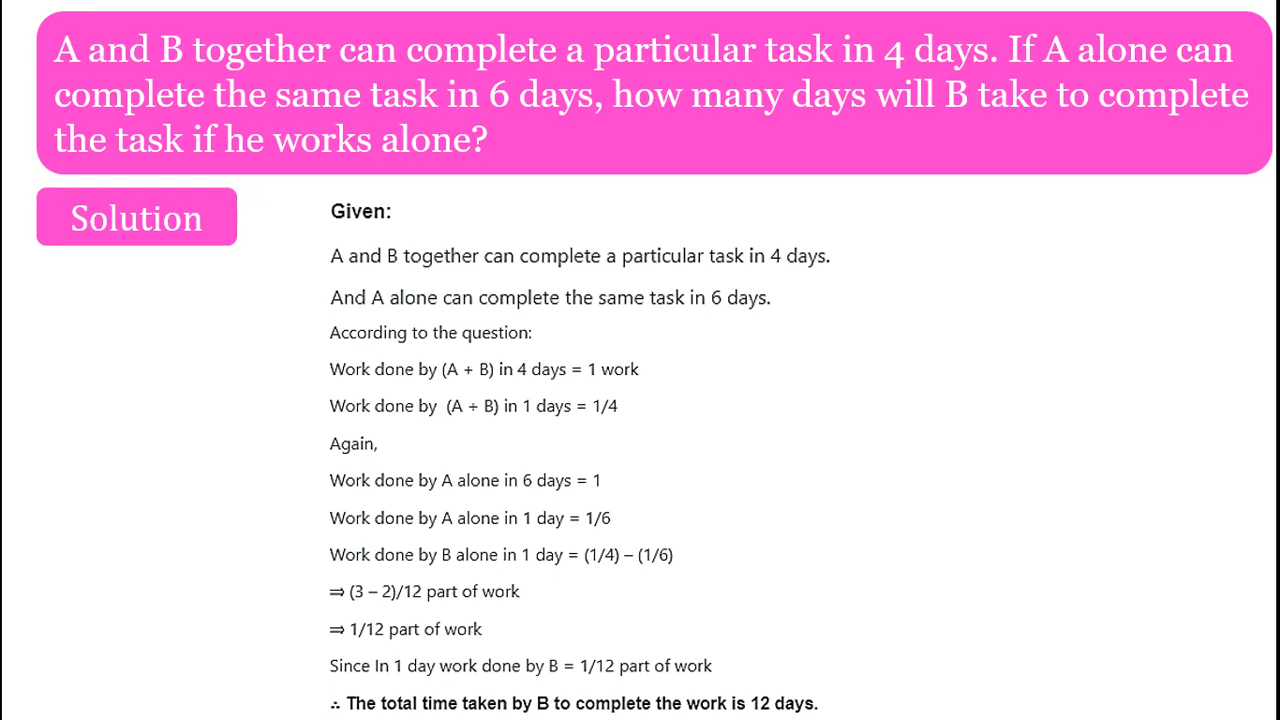 A and B together can complete a particular task in 4 days. If A alone can
complete the same task in 6 days, how many days will B take to complete
the task if he works alone?
Solution
Given:
A and B together can complete a particular task in 4 days.
And A alone can complete the same task in 6 days.
According to the question:
Work done by (A + B) in 4 days = 1 work
Work done by (A + B) in 1 days = 1/4
Again,
Work done by A alone in 6 days = 1
Work done by A alone in 1 day = 1/6
Work done by B alone in 1 day = (1/4) – (1/6)
⇒ (3 – 2)/12 part of work
⇒ 1/12 part of work
Since In 1 day work done by B = 1/12 part of work
∴ The total time taken by B to complete the work is 12 days.